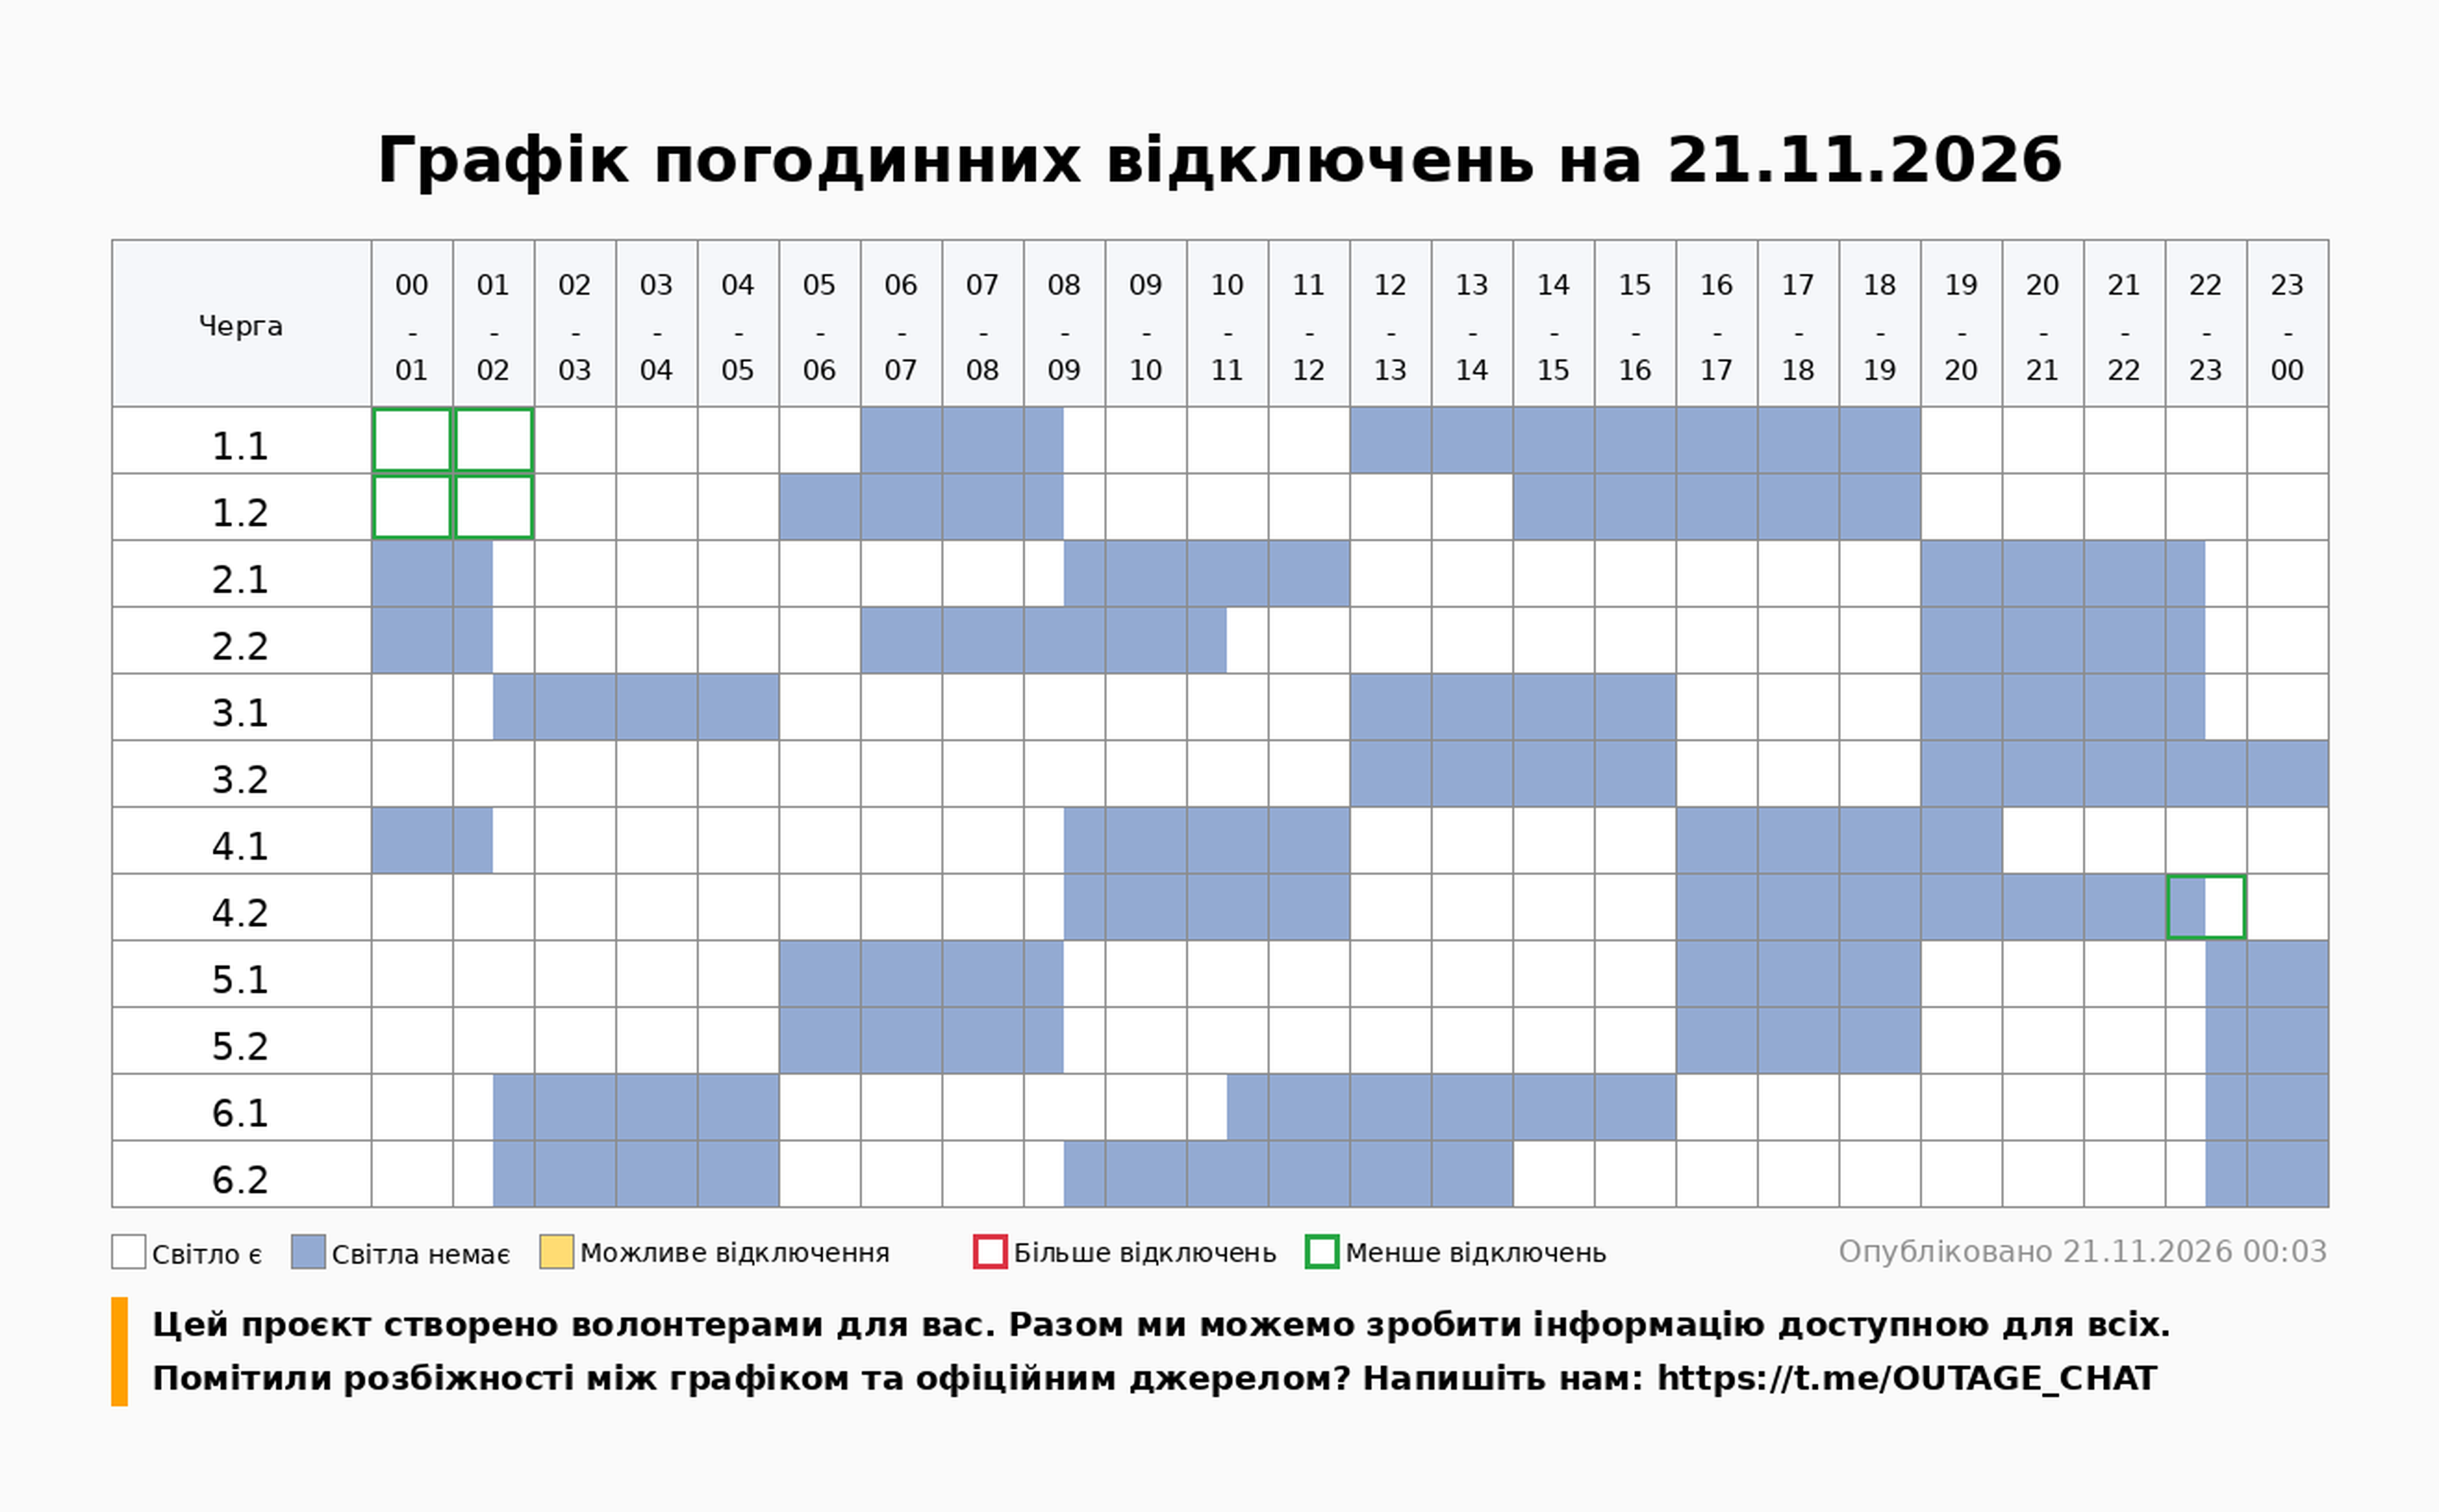 Графік погодинних відключень на 21.11.2026
Черга
00 - 01
01 - 02
02 - 03
03 - 04
04 - 05
05 - 06
06 - 07
07 - 08
08 - 09
09 - 10
10 - 11
11 - 12
12 - 13
13 - 14
14 - 15
15 - 16
16 - 17
17 - 18
18 - 19
19 - 20
20 - 21
21 - 22
22 - 23
23 - 00
1.1
1.2
2.1
2.2
3.1
3.2
4.1
4.2
5.1
5.2
6.1
6.2
Світло є Світла немає Можливе відключення Більше відключень Менше відключень Опубліковано 21.11.2026 00:03
Цей проєкт створено волонтерами для вас. Разом ми можемо зробити інформацію доступною для всіх.
Помітили розбіжності між графіком та офіційним джерелом? Напишіть нам: https://t.me/OUTAGE_CHAT